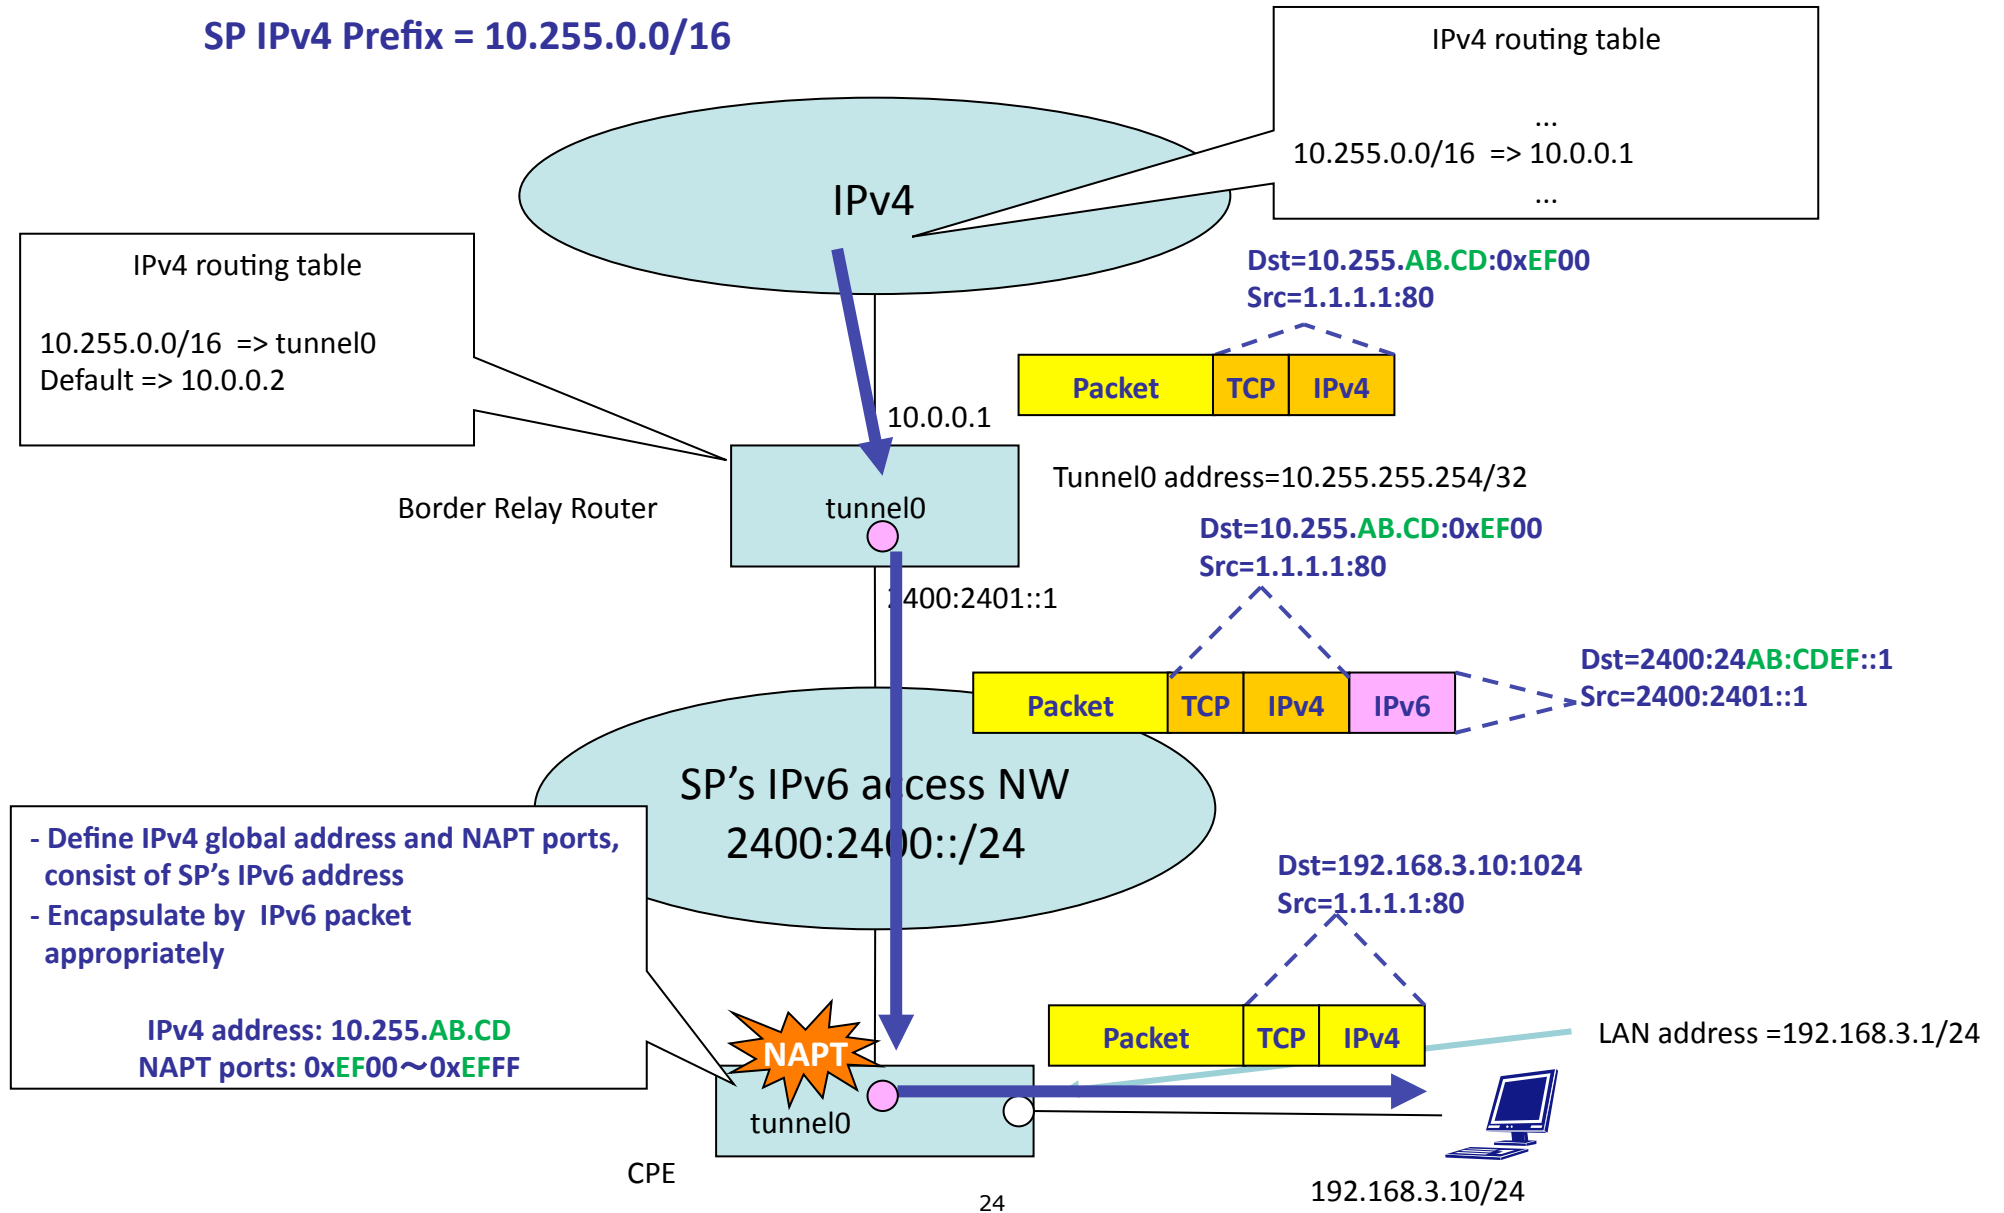 SP IPv4 Prefix = 10.255.0.0/16
IPv4 routing table
...
10.255.0.0/16 => 10.0.0.1
...
IPv4
IPv4 routing table
10.255.0.0/16 => tunnel0
Default => 10.0.0.2
Dst=10.255.AB.CD:0xEF00
Src=1.1.1.1:80
Packet TCP IPv4
10.0.0.1
Border Relay Router
tunnel0
Tunnel0 address=10.255.255.254/32
Dst=10.255.AB.CD:0xEF00
Src=1.1.1.1:80
2400:2401::1
Packet TCP IPv4 IPv6
Dst=2400:24AB:CDEF::1
Src=2400:2401::1
SP’s IPv6 access NW
2400:2400::/24
- Define IPv4 global address and NAPT ports,
consist of SP’s IPv6 address
- Encapsulate by IPv6 packet
appropriately
IPv4 address: 10.255.AB.CD
NAPT ports: 0xEF00～0xEFFF
Dst=192.168.3.10:1024
Src=1.1.1.1:80
Packet TCP IPv4
LAN address =192.168.3.1/24
NAPT
tunnel0
CPE
192.168.3.10/24
24